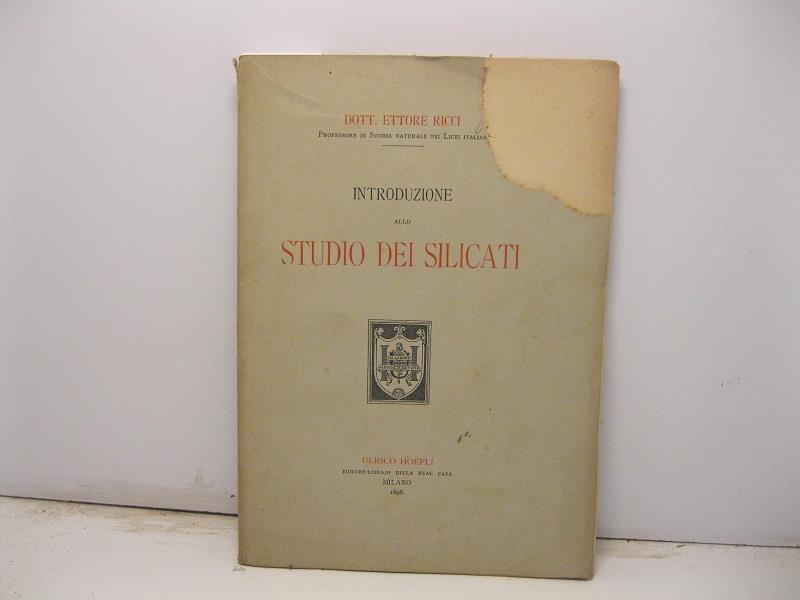 DOTT. ETTORE RICCI
PROFESSORE DI STORIA NATURALE NEI LICEI ITALIANI
INTRODUZIONE
ALLO
STUDIO DEI SILICATI
ULRICO HOEPLI
EDITORE-LIBRAJO DELLA REAL CASA
MILANO
1898.